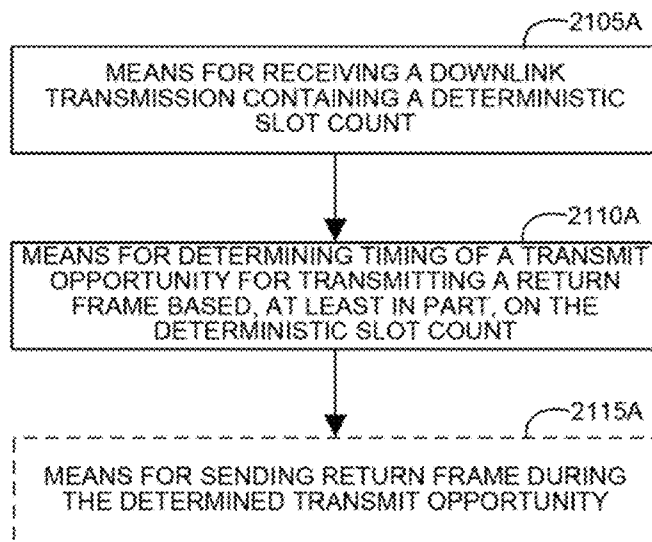 2105A
MEANS FOR RECEIVING A DOWNLINK
TRANSMISSION CONTAINING A DETERMINISTIC
SLOT COUNT
2110A
MEANS FOR DETERMINING TIMING OF A TRANSMIT
OPPORTUNITY FOR TRANSMITTING A RETURN
FRAME BASED, AT LEAST IN PART, ON THE
DETERMINISTIC SLOT COUNT
2115A
MEANS FOR SENDING RETURN FRAME DURING
THE DETERMINED TRANSMIT OPPORTUNITY